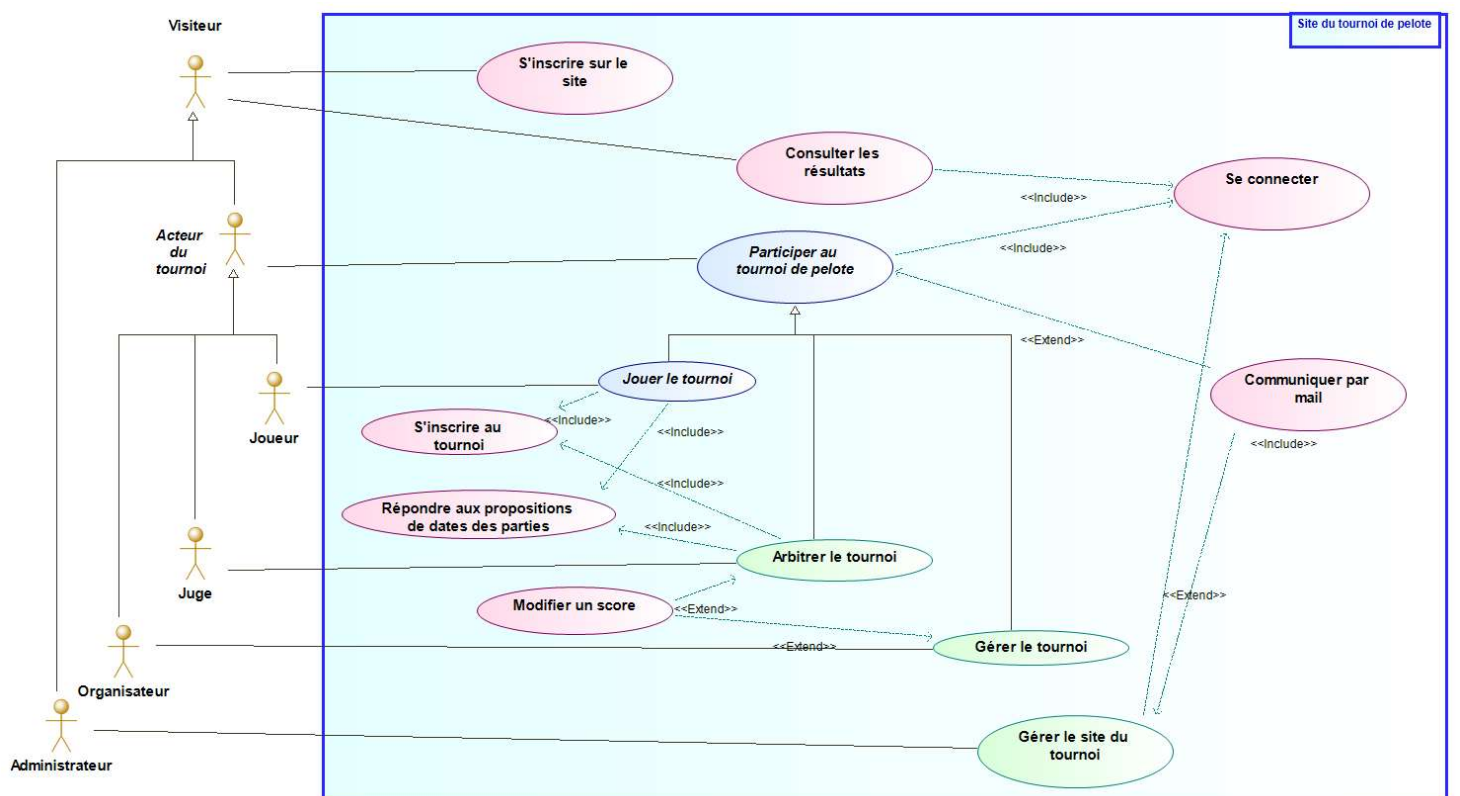 Visiteur
Site du tournoi de pelote
S'inscrire sur le
site
Consulter les
résultats
Se connecter
<<Include>>
Acteur
du
tournoi
Participer au
tournoi de pelote
<<Include>>
<<Extend>>
Jouer le tournoi
Communiquer par
mail
Joueur
S'inscrire au
tournoi
<<Include>>
<<Include>>
<<Include>>
<<Include>>
Répondre aux propositions
de dates des parties
<<Include>>
Arbitrer le tournoi
Juge
Modifier un score
<<Extend>>
<<Extend>>
<<Extend>>
Gérer le tournoi
Organisateur
Gérer le site du
tournoi
Administrateur